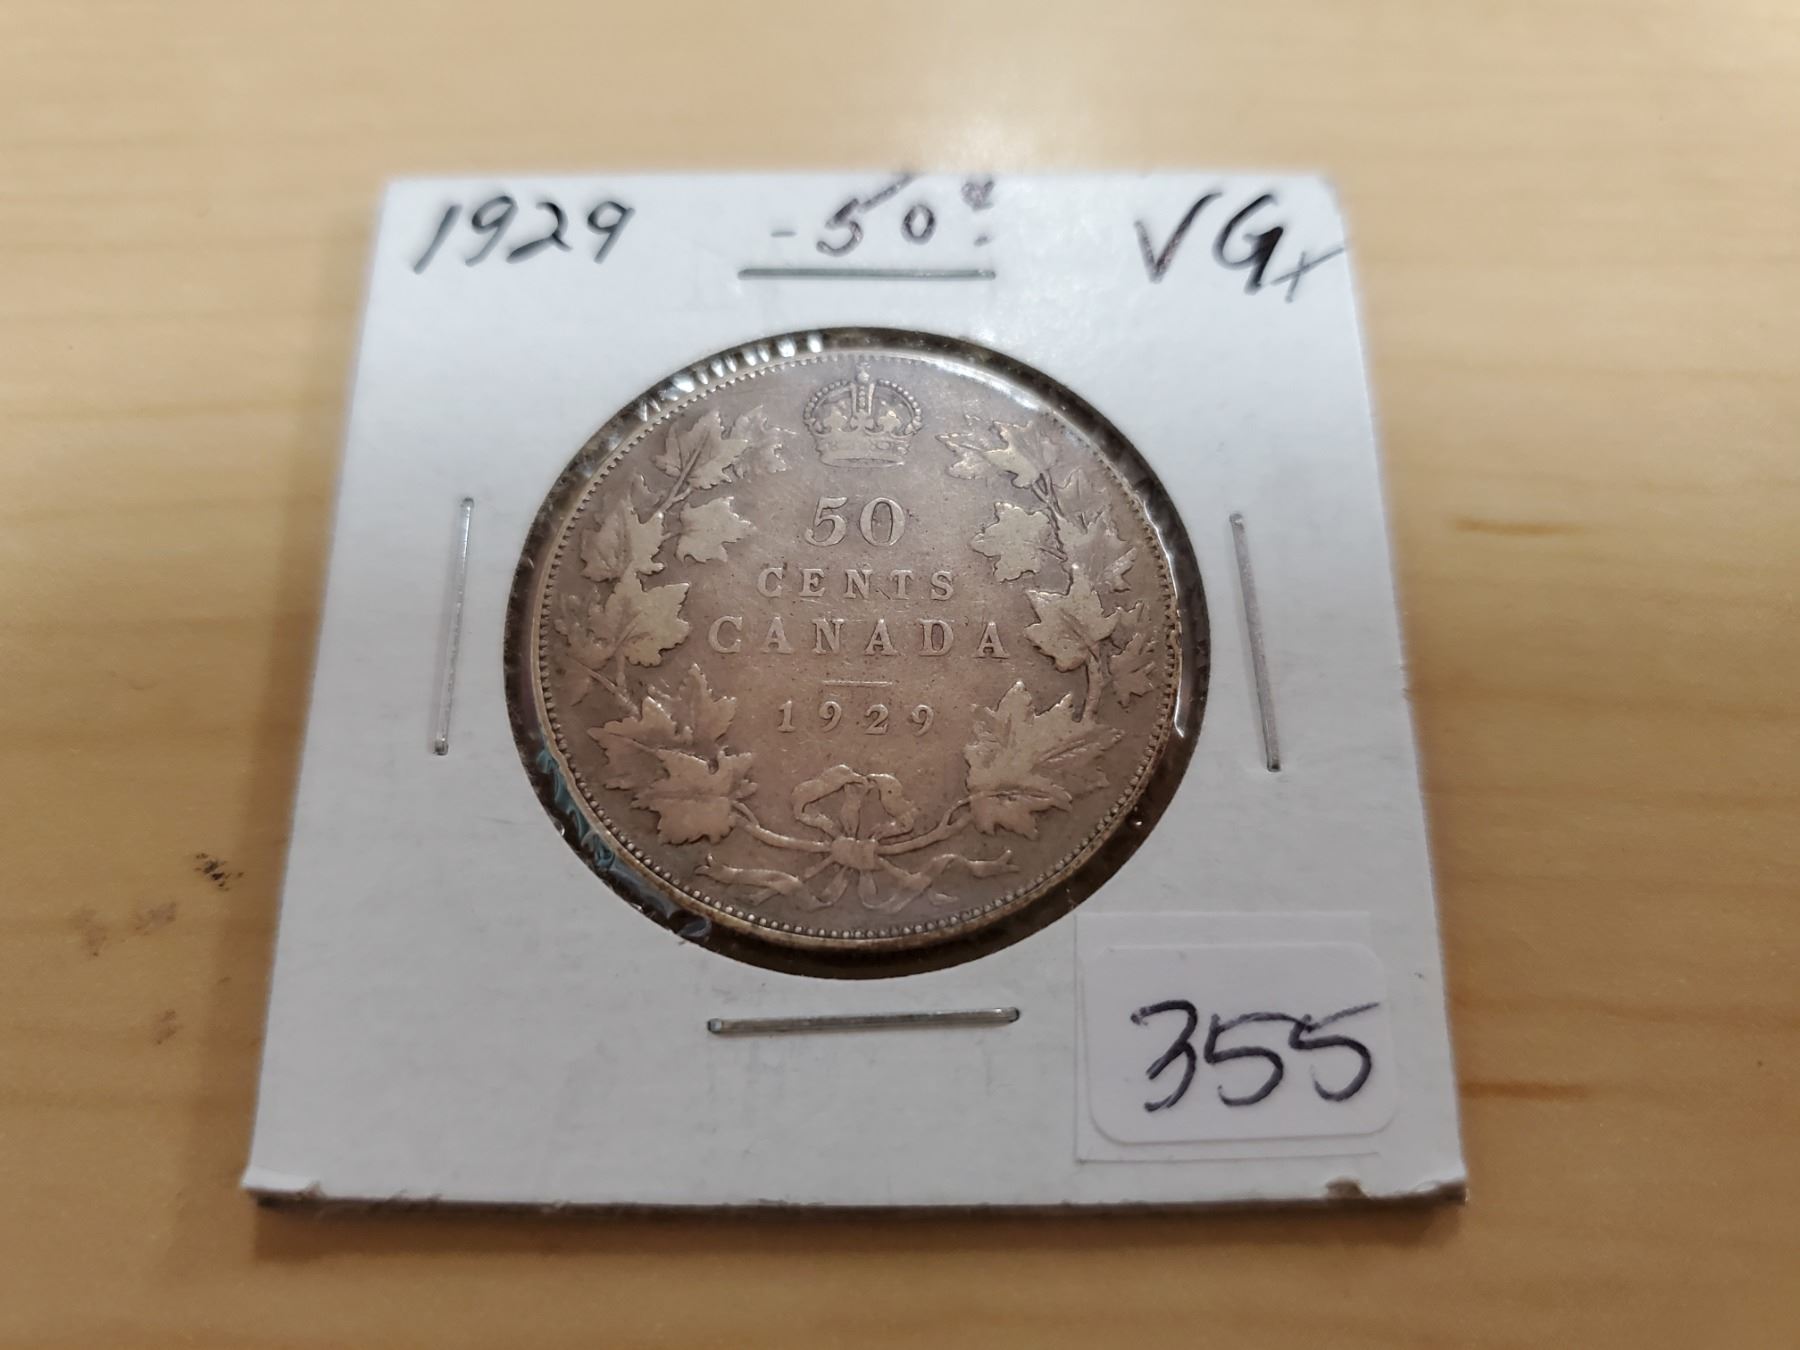 1929 - 50¢ - VG+
50
CENTS
CANADA
1929
355